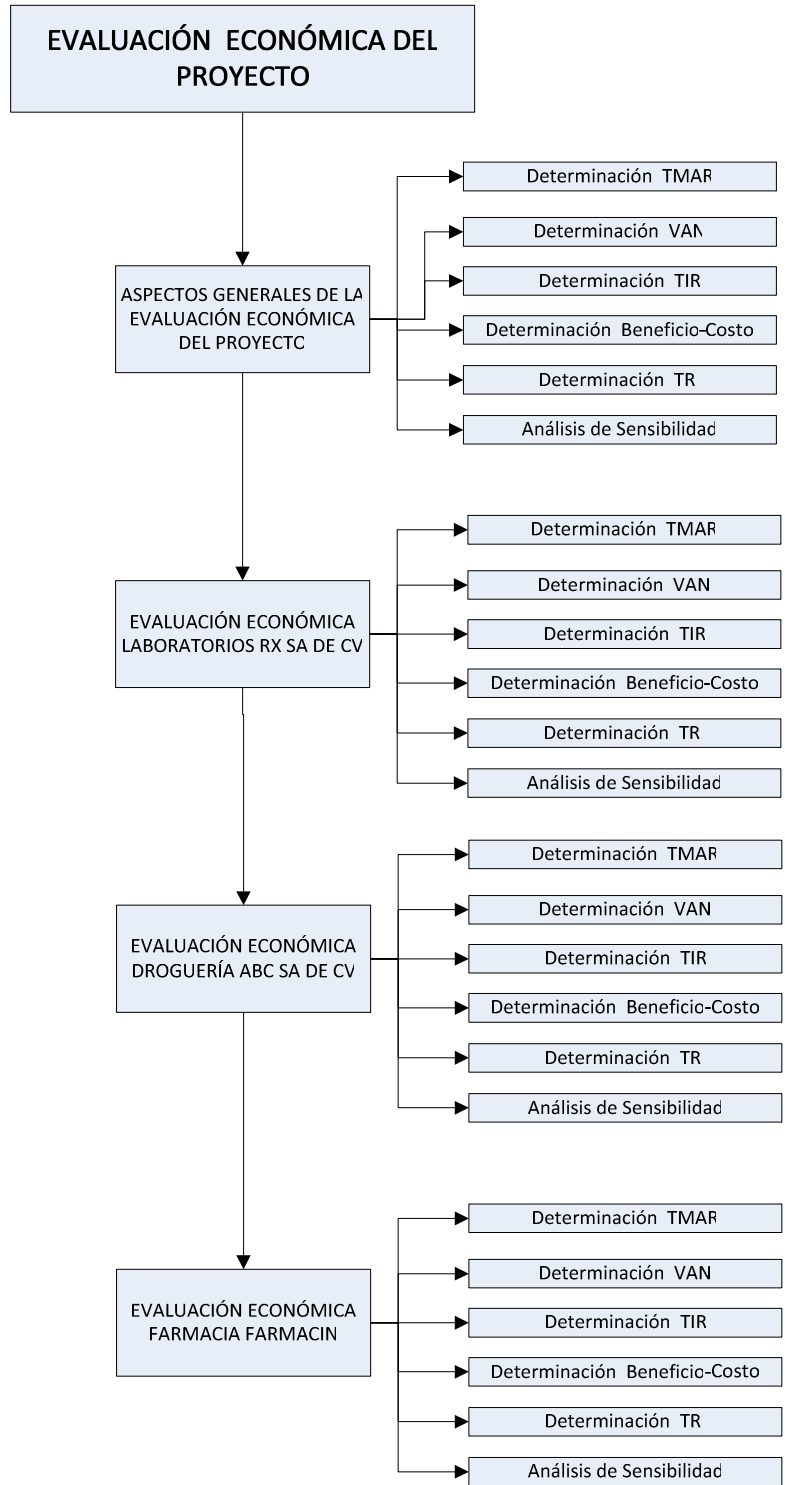 EVALUACIÓN ECONÓMICA DEL
PROYECTO
Determinación TMAR
Determinación VAN
Determinación TIR
Determinación Beneficio-Costo
Determinación TR
Análisis de Sensibilidad
ASPECTOS GENERALES DE LA
EVALUACIÓN ECONÓMICA
DEL PROYECTO
Determinación TMAR
Determinación VAN
Determinación TIR
Determinación Beneficio-Costo
Determinación TR
Análisis de Sensibilidad
EVALUACIÓN ECONÓMICA
LABORATORIOS RX SA DE CV
Determinación TMAR
Determinación VAN
Determinación TIR
Determinación Beneficio-Costo
Determinación TR
Análisis de Sensibilidad
EVALUACIÓN ECONÓMICA
DROGUERÍA ABC SA DE CV
Determinación TMAR
Determinación VAN
Determinación TIR
Determinación Beneficio-Costo
Determinación TR
Análisis de Sensibilidad
EVALUACIÓN ECONÓMICA
FARMACIA FARMACIN